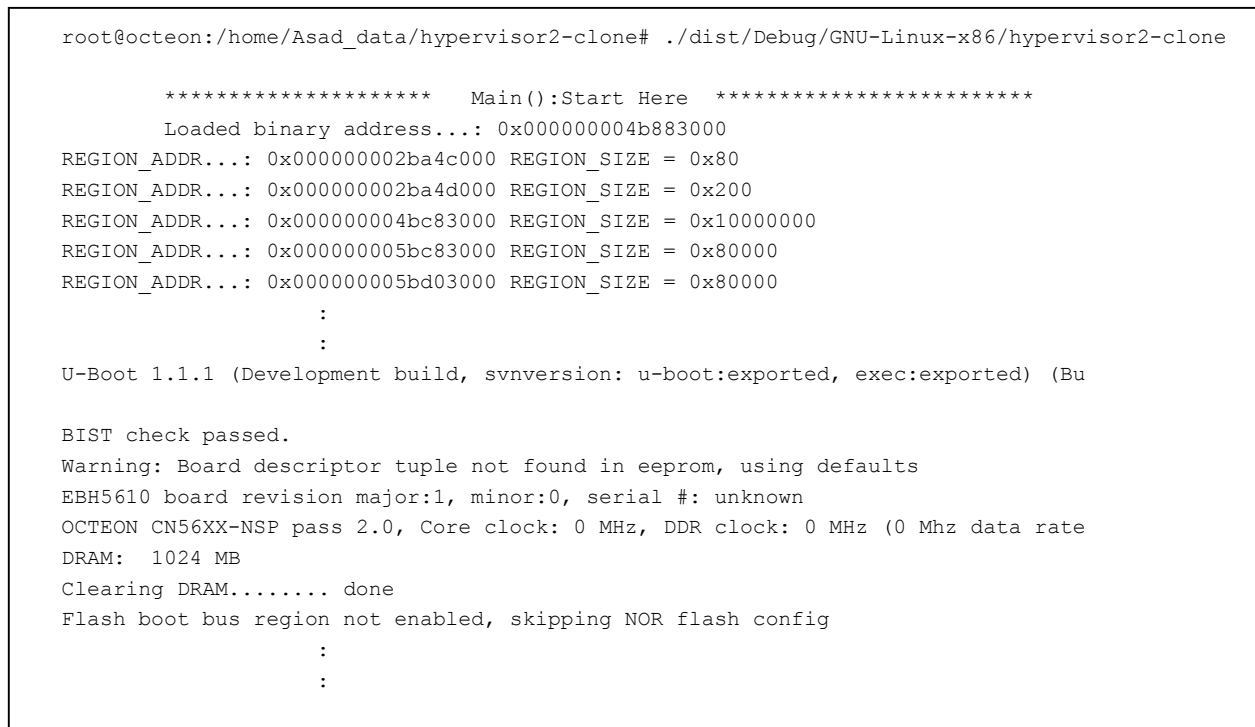 root@octeon:/home/Asad_data/hypervisor2-clone# ./dist/Debug/GNU-Linux-x86/hypervisor2-clone
********************* Main():Start Here *************************
Loaded binary address...: 0x000000004b883000
REGION_ADDR...: 0x000000002ba4c000 REGION_SIZE = 0x80
REGION_ADDR...: 0x000000002ba4d000 REGION_SIZE = 0x200
REGION_ADDR...: 0x000000004bc83000 REGION_SIZE = 0x10000000
REGION_ADDR...: 0x000000005bc83000 REGION_SIZE = 0x80000
REGION_ADDR...: 0x000000005bd03000 REGION_SIZE = 0x80000
:
:
U-Boot 1.1.1 (Development build, svnversion: u-boot:exported, exec:exported) (Bu
BIST check passed.
Warning: Board descriptor tuple not found in eeprom, using defaults
EBH5610 board revision major:1, minor:0, serial #: unknown
OCTEON CN56XX-NSP pass 2.0, Core clock: 0 MHz, DDR clock: 0 MHz (0 Mhz data rate
DRAM:  1024 MB
Clearing DRAM........ done
Flash boot bus region not enabled, skipping NOR flash config
:
: